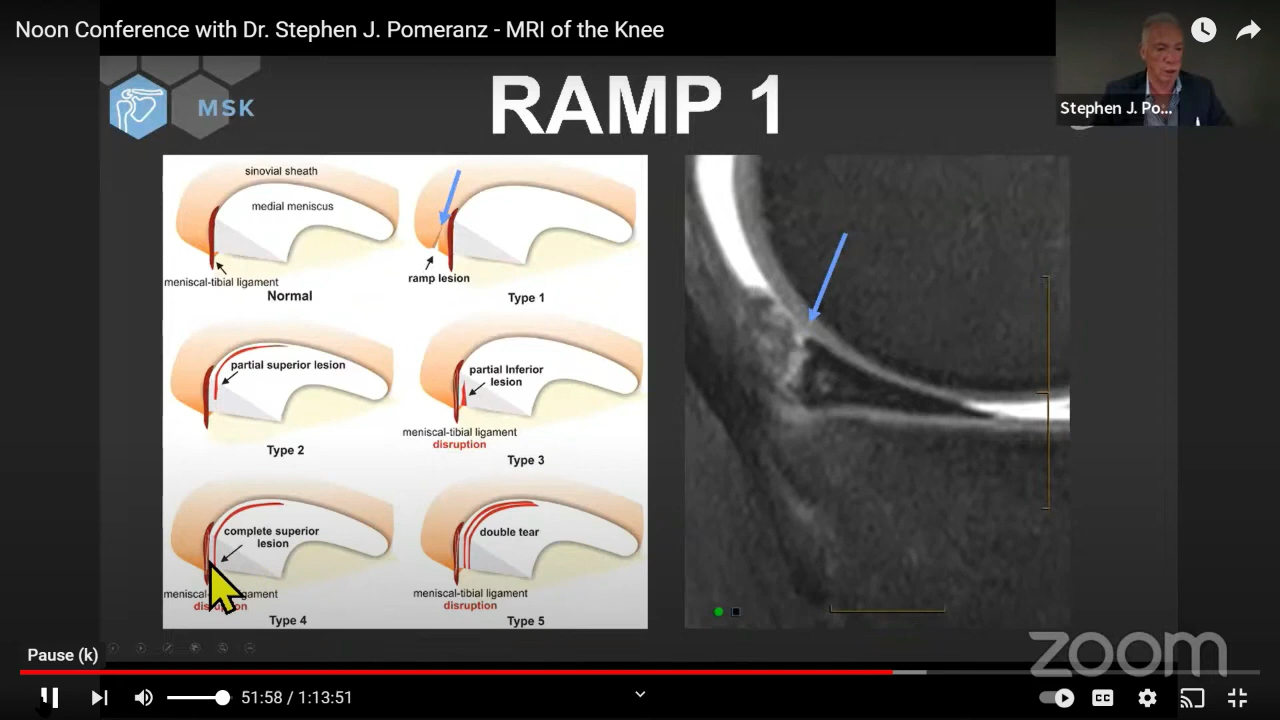 Noon Conference with Dr. Stephen J. Pomeranz - MRI of the Knee
Stephen J. Po...
MSK
RAMP 1
sinovial sheath
medial meniscus
meniscal-tibial ligament
Normal
ramp lesion
Type 1
partial superior lesion
Type 2
partial Inferior
lesion
meniscal-tibial ligament
disruption
Type 3
complete superior
lesion
meniscal-tibial ligament
disruption
Type 4
double tear
meniscal-tibial ligament
disruption
Type 5
zoom
Pause (k)
51:58 / 1:13:51
CC